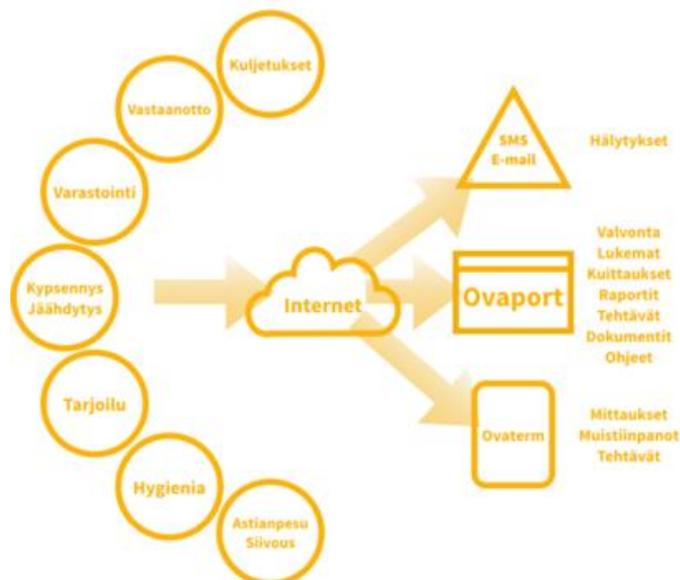 Kuljetukset
Vastaanotto
Varastointi
Kypsennys
Jäähdytys
Tarjoilu
Hygienia
Astianpesu
Siivous
Internet
SMS
E-mail
Hälytykset
Ovaport
Valvonta
Lukemat
Kuittaukset
Raportit
Tehtävät
Dokumentit
Ohjeet
Ovaterm
Mittaukset
Muistiinpanot
Tehtävät